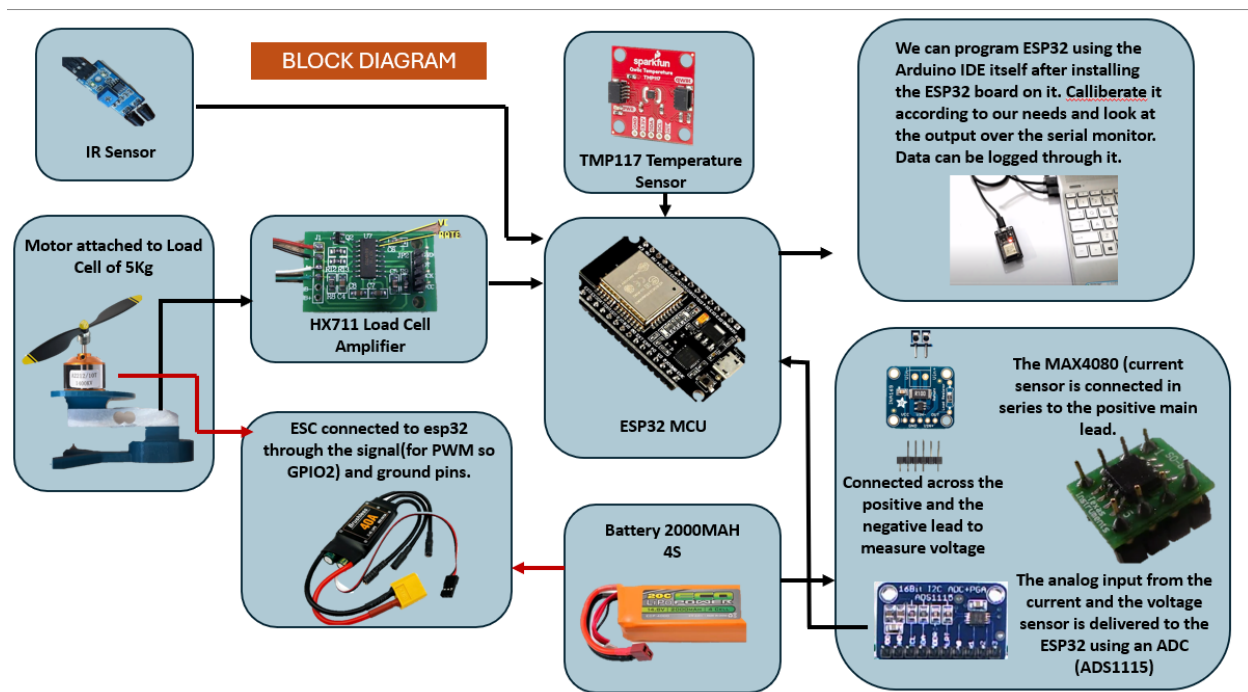 BLOCK DIAGRAM
IR Sensor
sparkfun
TMP117
TMP117 Temperature
Sensor
We can program ESP32 using the
Arduino IDE itself after installing
the ESP32 board on it. Calliberate it
according to our needs and look at
the output over the serial monitor.
Data can be logged through it.
Motor attached to Load
Cell of 5Kg
HX711 Load Cell
Amplifier
ESP32 MCU
ESC connected to esp32
through the signal(for PWM so
GPIO2) and ground pins.
Brushless
40A
Battery 2000MAH
4S
20C
The MAX4080 (current
sensor is connected in
series to the positive main
lead.
Connected across the
positive and the
negative lead to
measure voltage
16Bit I2C ADC+PGA
ADS1115
The analog input from the
current and the voltage
sensor is delivered to the
ESP32 using an ADC
(ADS1115)